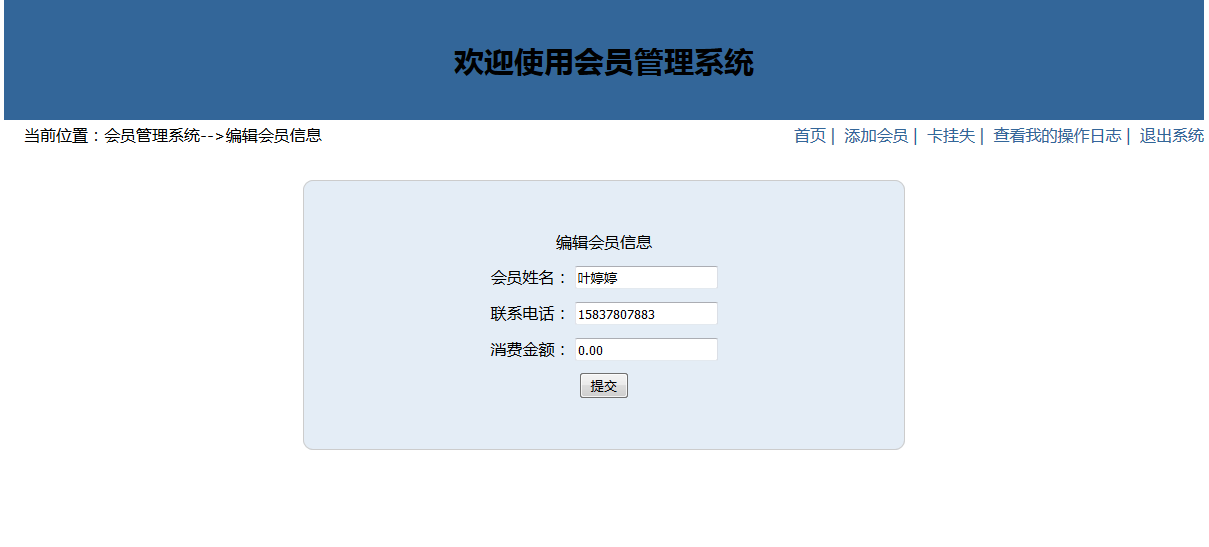 欢迎使用会员管理系统
当前位置：会员管理系统-->编辑会员信息
首页 | 添加会员 | 卡挂失 | 查看我的操作日志 | 退出系统
编辑会员信息
会员姓名： 叶婷婷
联系电话： 15837807883
消费金额： 0.00
提交